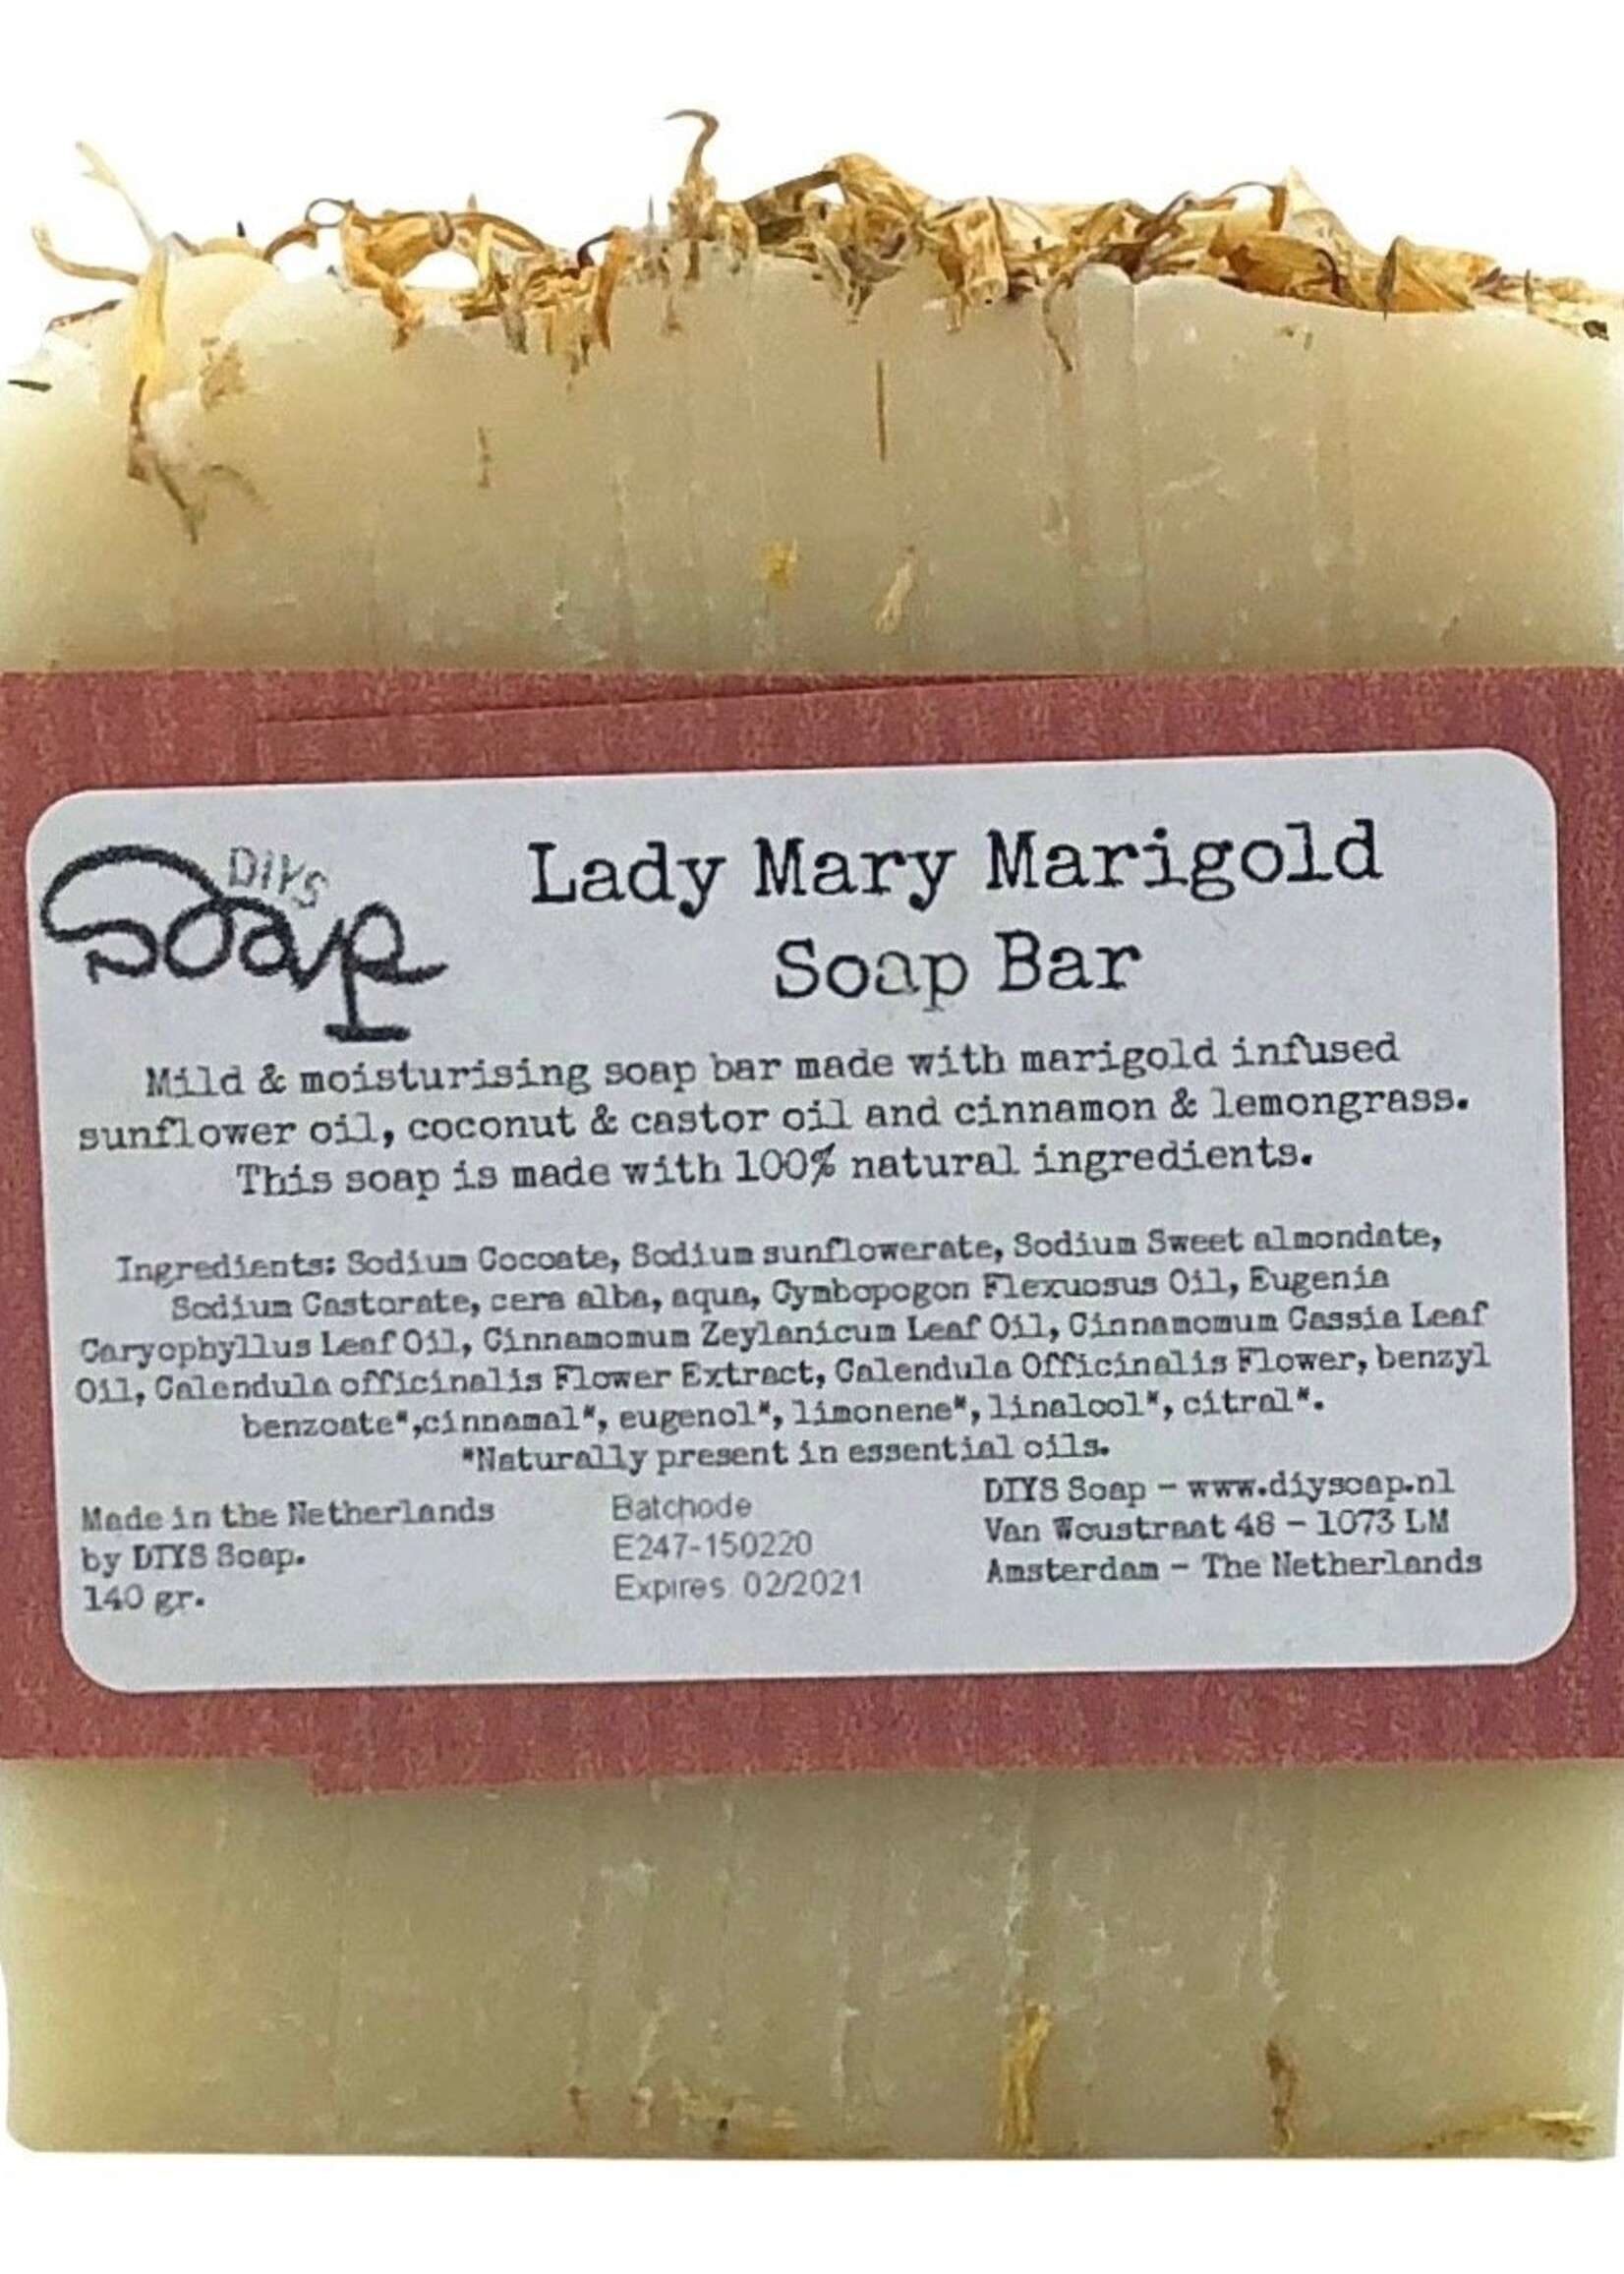 DIYS
Soap
Lady Mary Marigold
Soap Bar
Mild & moisturising soap bar made with marigold infused
sunflower oil, coconut & castor oil and cinnamon & lemongrass.
This soap is made with 100% natural ingredients.
Ingredients: Sodium Cocoate, Sodium sunflowerate, Sodium Sweet almondate,
Sodium Castorate, cera alba, aqua, Cymbopogon Flexuosus Oil, Eugenia
Caryophyllus Leaf Oil, Cinnamomum Zeylanicum Leaf Oil, Cinnamomum Cassia Leaf
Oil, Calendula officinalis Flower Extract, Calendula Officinalis Flower, benzyl
benzoate*,cinnamal*, eugenol*, limonene*, linalool*, citral*.
*Naturally present in essential oils.
Made in the Netherlands
by DIYS Soap.
140 gr.
Batchode
E247-150220
Expires 02/2021
DIYS Soap – www.diysoap.nl
Van Woustraat 48 – 1073 LM
Amsterdam – The Netherlands